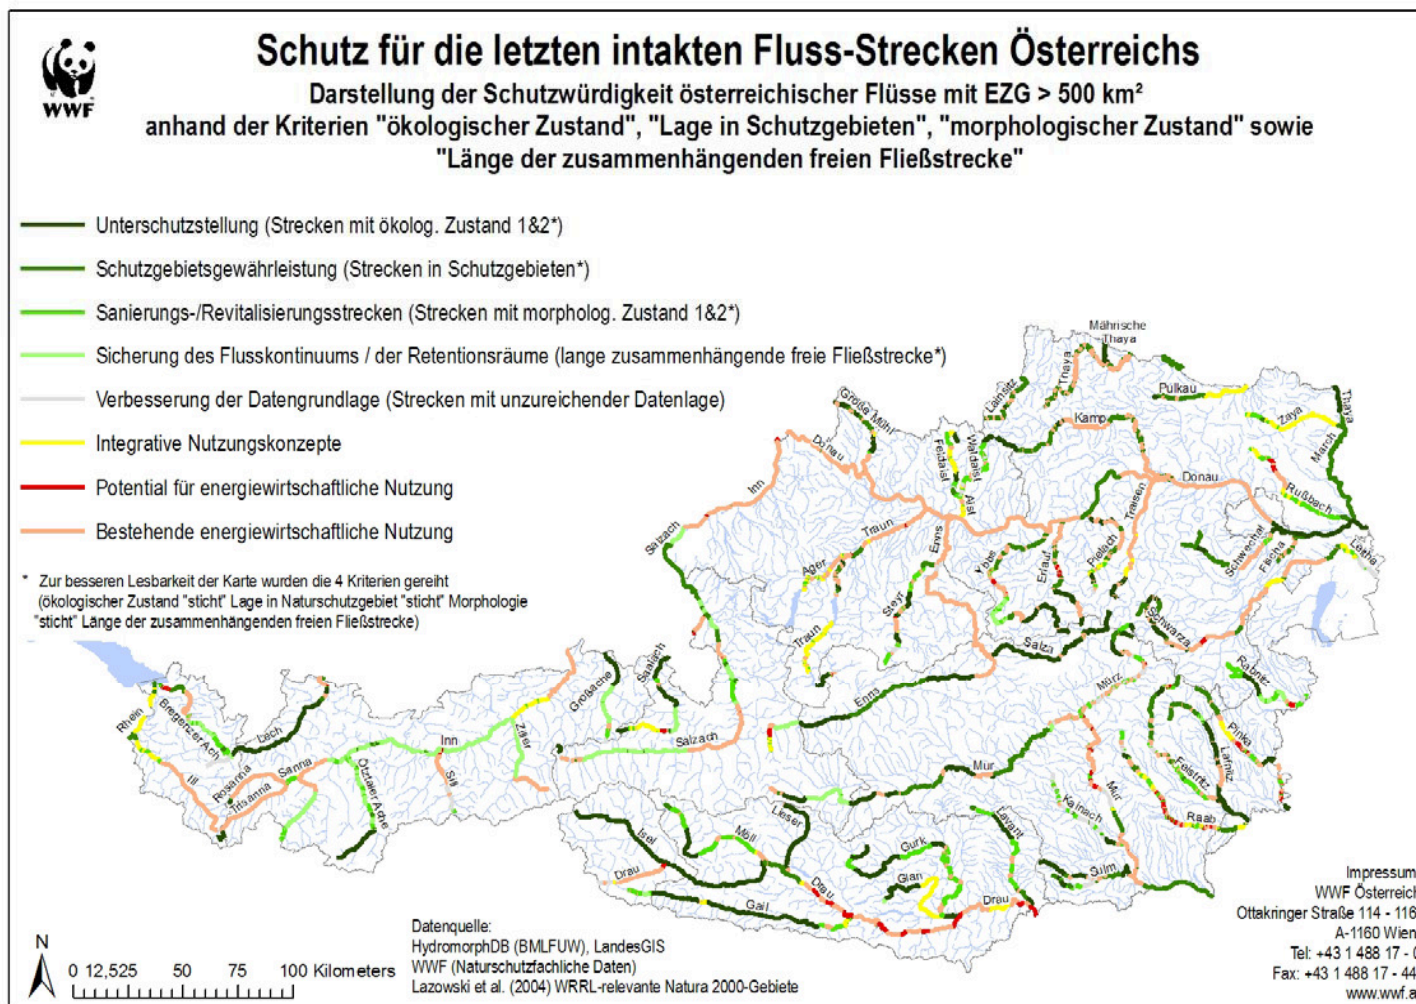 WWF
Schutz für die letzten intakten Fluss-Strecken Österreichs
Darstellung der Schutzwürdigkeit österreichischer Flüsse mit EZG > 500 km²
anhand der Kriterien "ökologischer Zustand", "Lage in Schutzgebieten", "morphologischer Zustand" sowie
"Länge der zusammenhängenden freien Fließstrecke"
Unterschutzstellung (Strecken mit ökolog. Zustand 1&2*)
Schutzgebietsgewährleistung (Strecken in Schutzgebieten*)
Sanierungs-/Revitalisierungsstrecken (Strecken mit morpholog. Zustand 1&2*)
Sicherung des Flusskontinuums / der Retentionsräume (lange zusammenhängende freie Fließstrecke*)
Verbesserung der Datengrundlage (Strecken mit unzureichender Datenlage)
Integrative Nutzungskonzepte
Potential für energiewirtschaftliche Nutzung
Bestehende energiewirtschaftliche Nutzung
* Zur besseren Lesbarkeit der Karte wurden die 4 Kriterien gereiht
(ökologischer Zustand "sticht" Lage in Naturschutzgebiet "sticht" Morphologie
"sticht" Länge der zusammenhängenden freien Fließstrecke)
Mährische
Thaya
Thaya
Lainsitz
Pulkau
Thaya
Große Mühl
Kamp
Zaya
March
Donau
Feldaist
Waldaist
Aist
Inn
Donau
Rußbach
Salzach
Traun
Enns
Traisen
Ager
Ybbs
Erlauf
Pielach
Schwechat
Fischa
Leitha
Steyr
Traun
Schwarza
Salza
Großache
Saalach
Rabnitz
Mürz
Enns
Rhein
Bregenzer Ach
Lech
Inn
Ziller
Salzach
Pinka
Lafnitz
Ill
Rosanna
Sanna
Trisanna
Ötztaler Ache
Sill
Mur
Feistritz
Mur
Kainach
Raab
Isel
Möll
Lieser
Lavant
Gurk
Glan
Sulm
Drau
Drau
Drau
Gail
Impressum:
WWF Österreich
Ottakringer Straße 114 - 116
A-1160 Wien
Tel: +43 1 488 17 - 0
Fax: +43 1 488 17 - 44
www.wwf.a
Datenquelle:
HydromorphDB (BMLFUW), LandesGIS
WWF (Naturschutzfachliche Daten)
Lazowski et al. (2004) WRRL-relevante Natura 2000-Gebiete
N
0 12,525 50 75 100 Kilometers